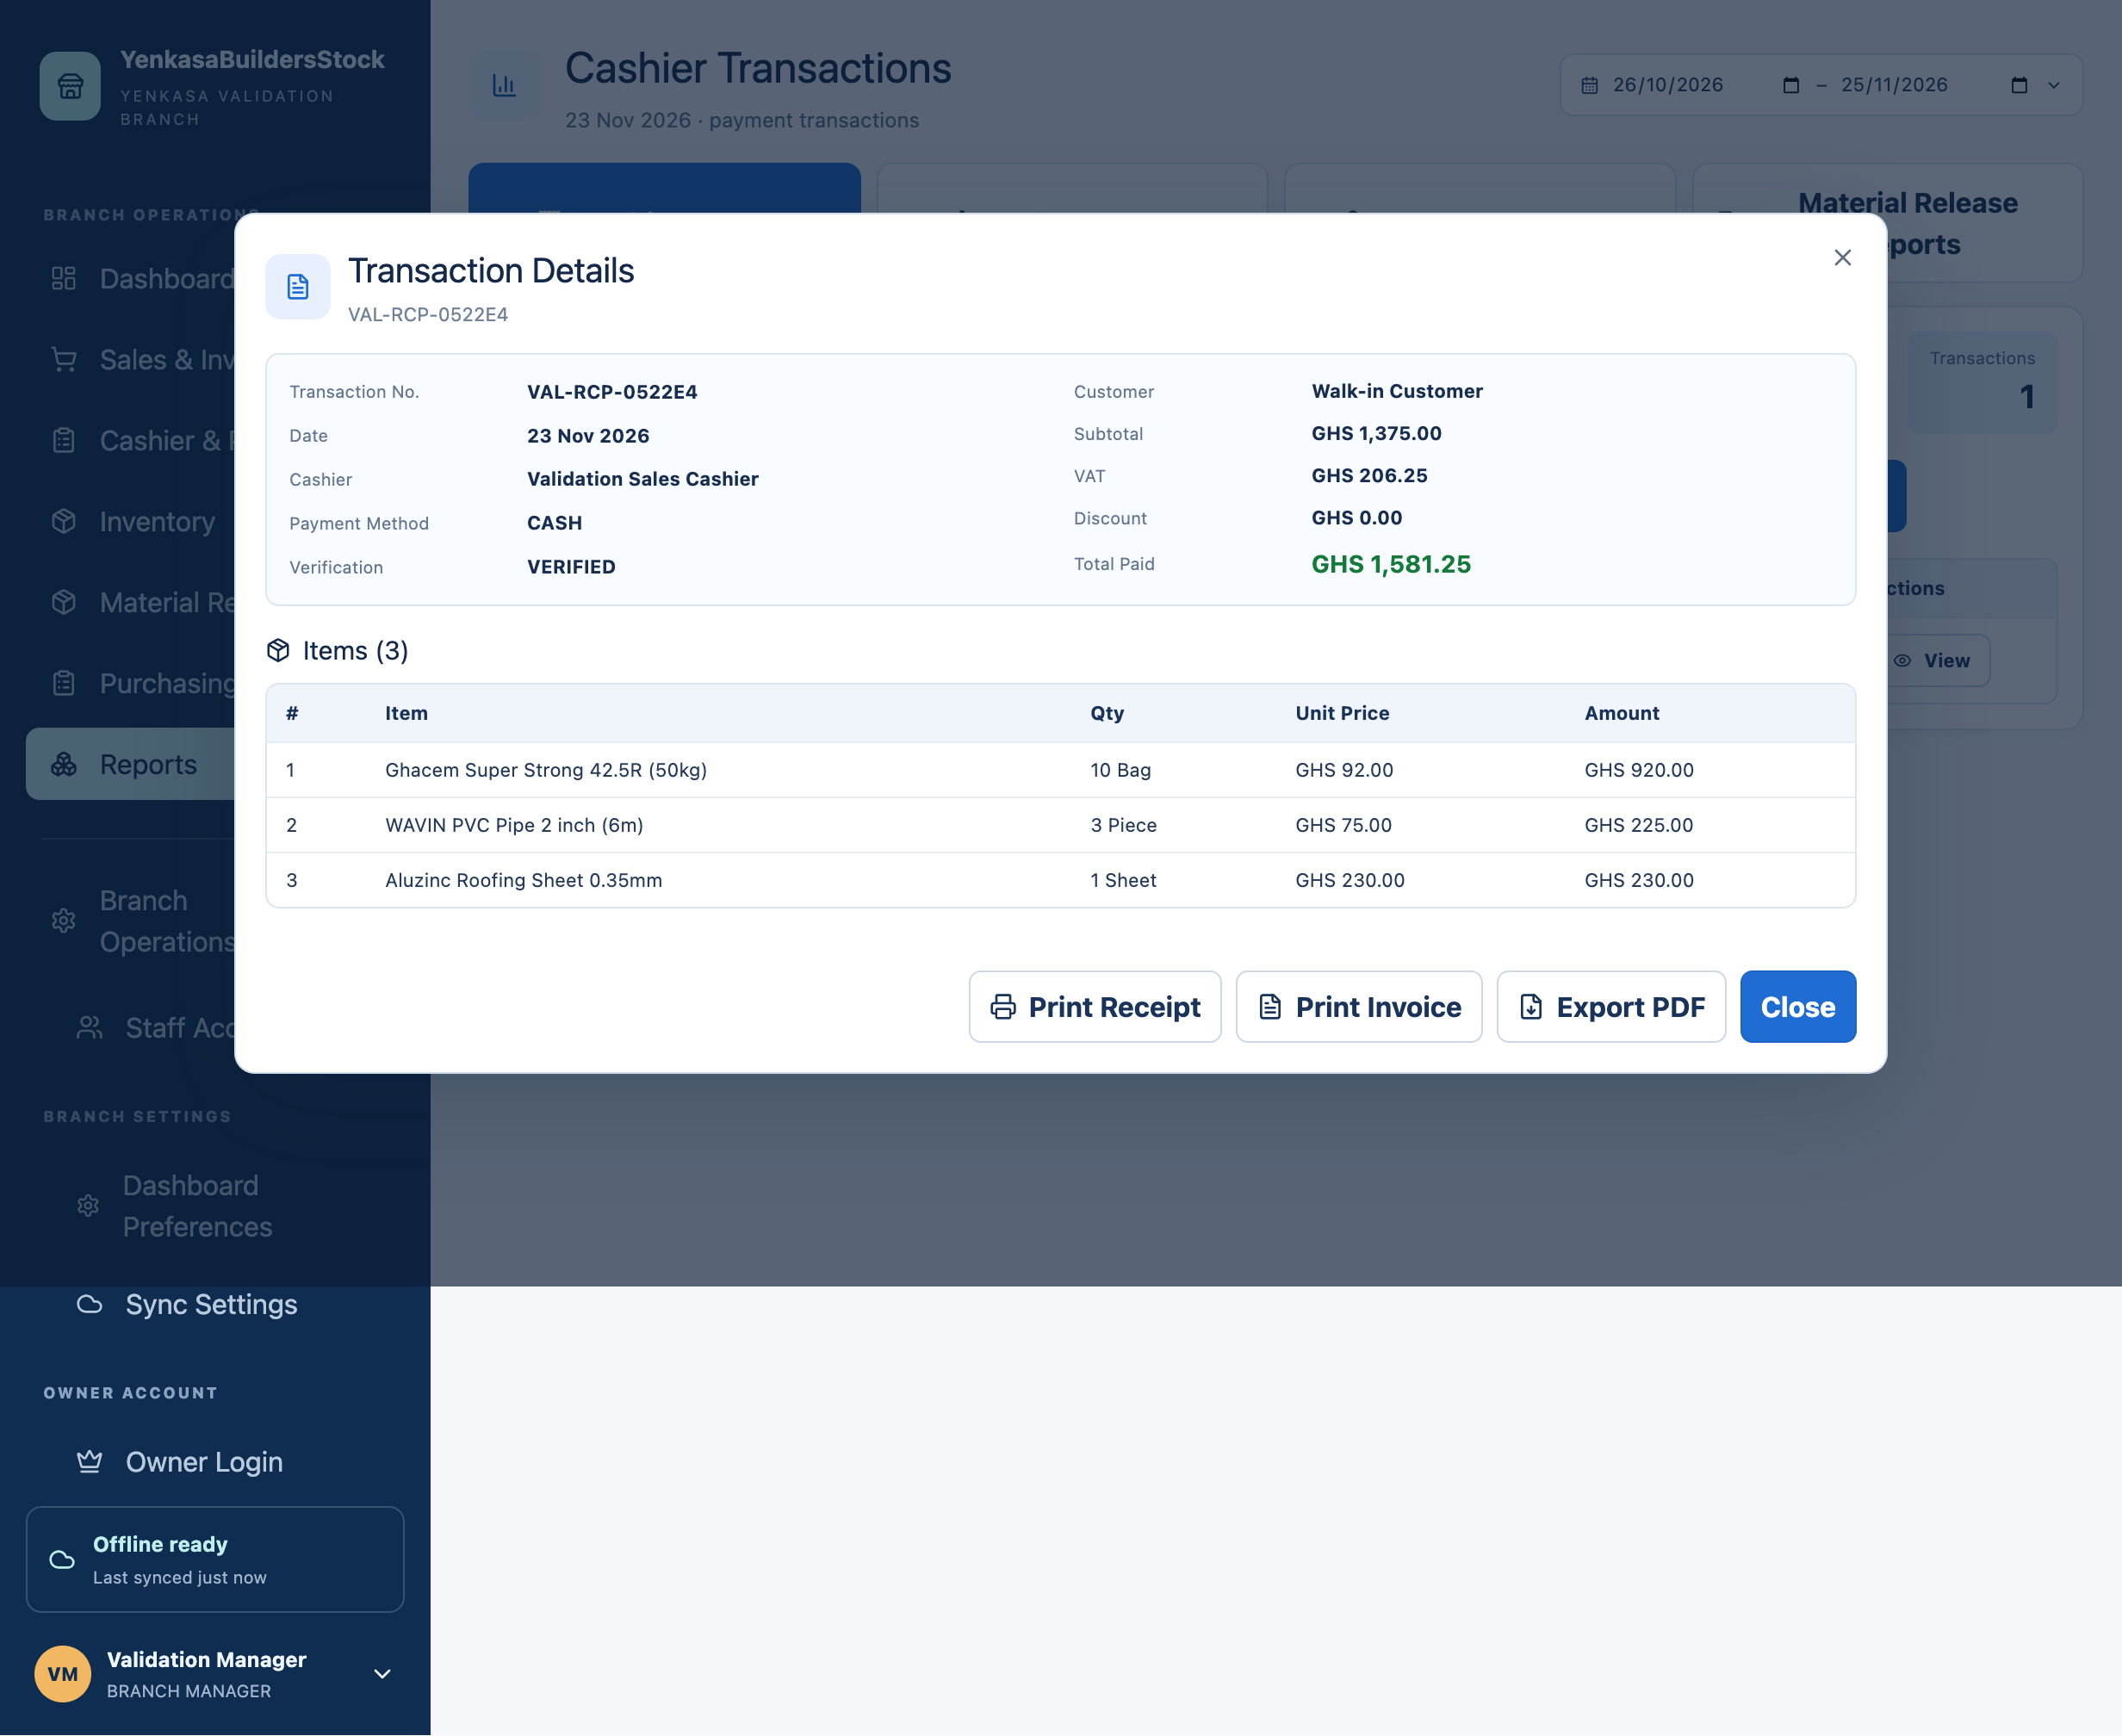 YenkasaBuildersStock
YENKASA VALIDATION
BRANCH
BRANCH OPERATIONS
Dashboard
Sales & Inv
Cashier &
Inventory
Material Re
Purchasing
Reports
Branch
Operations
Staff Acc
BRANCH SETTINGS
Dashboard
Preferences
Sync Settings
OWNER ACCOUNT
Owner Login
Offline ready
Last synced just now
VM
Validation Manager
BRANCH MANAGER
Cashier Transactions
23 Nov 2026 · payment transactions
26/10/2026 – 25/11/2026
Material Release
ports
Transactions
1
ctions
View
Transaction Details
VAL-RCP-0522E4
Transaction No. VAL-RCP-0522E4
Date 23 Nov 2026
Cashier Validation Sales Cashier
Payment Method CASH
Verification VERIFIED
Customer Walk-in Customer
Subtotal GHS 1,375.00
VAT GHS 206.25
Discount GHS 0.00
Total Paid GHS 1,581.25
Items (3)
# Item Qty Unit Price Amount
1 Ghacem Super Strong 42.5R (50kg) 10 Bag GHS 92.00 GHS 920.00
2 WAVIN PVC Pipe 2 inch (6m) 3 Piece GHS 75.00 GHS 225.00
3 Aluzinc Roofing Sheet 0.35mm 1 Sheet GHS 230.00 GHS 230.00
Print Receipt Print Invoice Export PDF Close